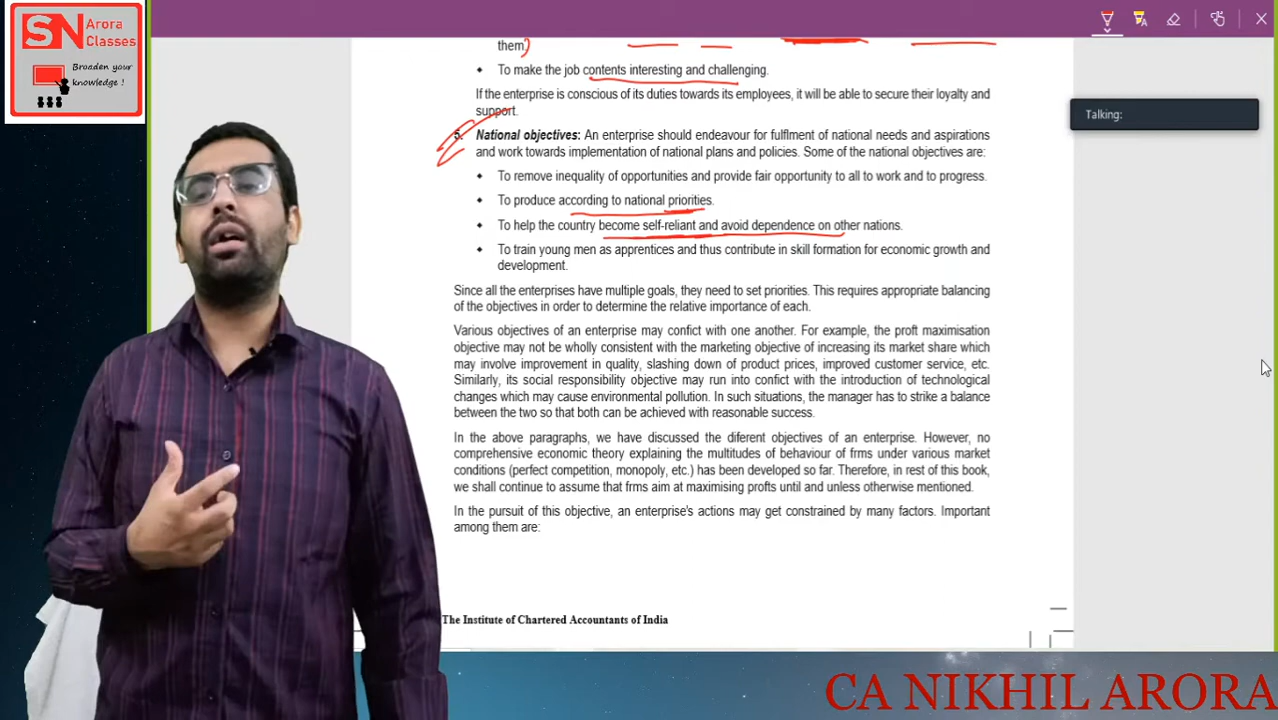 SN
Arora
Classes
Broaden your
knowledge !
them.
To make the job contents interesting and challenging.
If the enterprise is conscious of its duties towards its employees, it will be able to secure their loyalty and
support.
5. National objectives: An enterprise should endeavour for fulflment of national needs and aspirations
and work towards implementation of national plans and policies. Some of the national objectives are:
To remove inequality of opportunities and provide fair opportunity to all to work and to progress.
To produce according to national priorities.
To help the country become self-reliant and avoid dependence on other nations.
To train young men as apprentices and thus contribute in skill formation for economic growth and
development.
Since all the enterprises have multiple goals, they need to set priorities. This requires appropriate balancing
of the objectives in order to determine the relative importance of each.
Various objectives of an enterprise may confict with one another. For example, the proft maximisation
objective may not be wholly consistent with the marketing objective of increasing its market share which
may involve improvement in quality, slashing down of product prices, improved customer service, etc.
Similarly, its social responsibility objective may run into confict with the introduction of technological
changes which may cause environmental pollution. In such situations, the manager has to strike a balance
between the two so that both can be achieved with reasonable success.
In the above paragraphs, we have discussed the diferent objectives of an enterprise. However, no
comprehensive economic theory explaining the multitudes of behaviour of frms under various market
conditions (perfect competition, monopoly, etc.) has been developed so far. Therefore, in rest of this book,
we shall continue to assume that frms aim at maximising profts until and unless otherwise mentioned.
In the pursuit of this objective, an enterprise's actions may get constrained by many factors. Important
among them are:
The Institute of Chartered Accountants of India
Talking:
CA NIKHIL ARORA